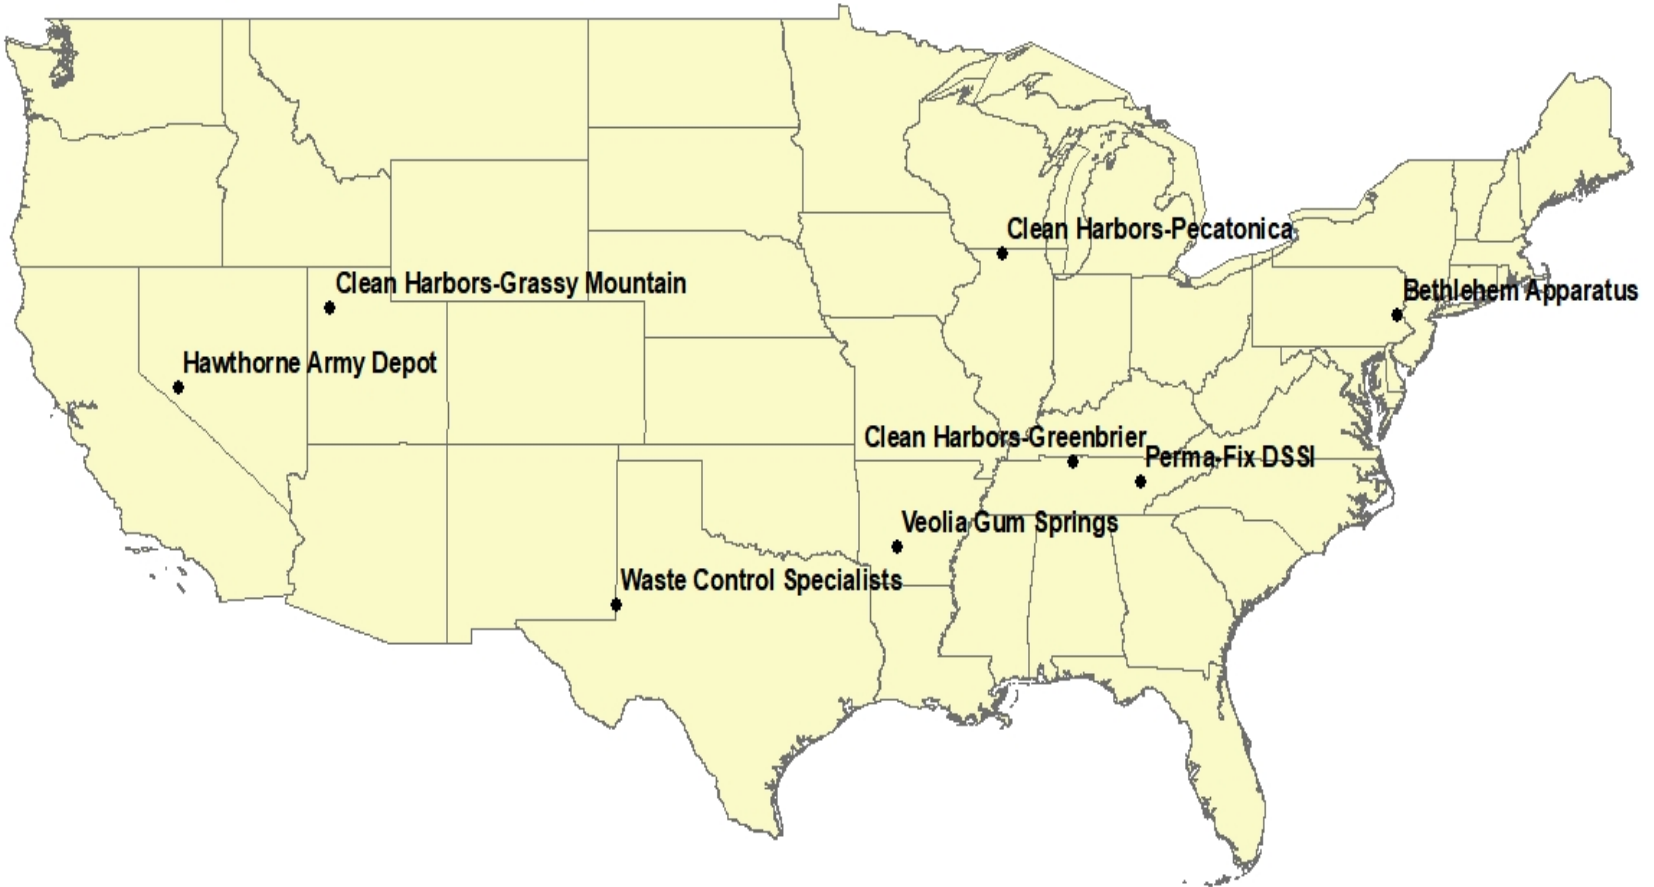 Clean Harbors-Pecatonica
Clean Harbors-Grassy Mountain
Bethlehem Apparatus
Hawthorne Army Depot
Clean Harbors-Greenbrier
Perma-Fix DSSI
Veolia Gum Springs
Waste Control Specialists